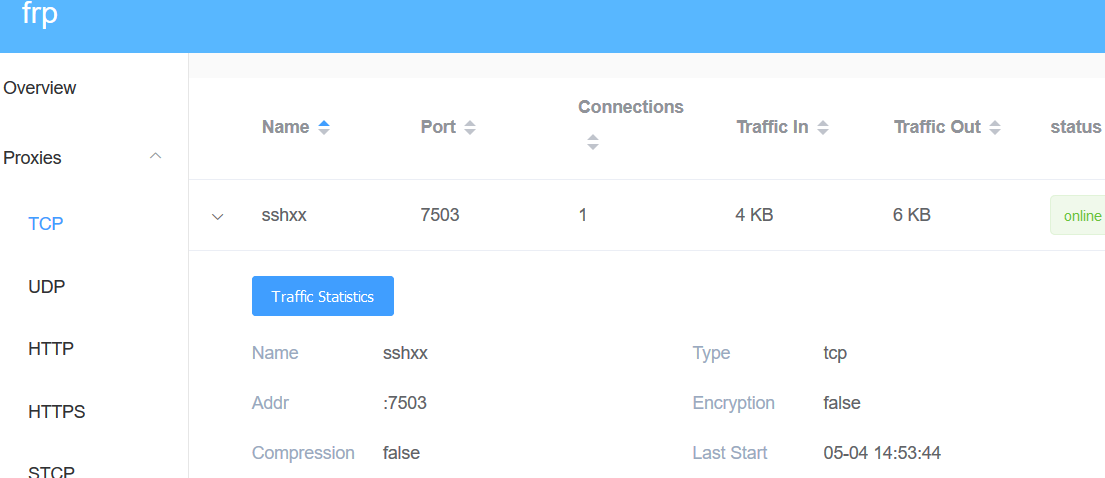 frp
Overview
Proxies
TCP
UDP
HTTP
HTTPS
STCP
Name Port Connections Traffic In Traffic Out status
sshxx 7503 1 4 KB 6 KB online
Traffic Statistics
Name sshxx Type tcp
Addr :7503 Encryption false
Compression false Last Start 05-04 14:53:44